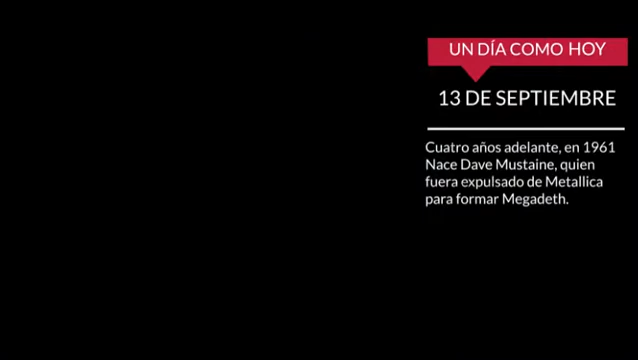 UN DÍA COMO HOY
13 DE SEPTIEMBRE
Cuatro años adelante, en 1961
Nace Dave Mustaine, quien
fuera expulsado de Metallica
para formar Megadeth.